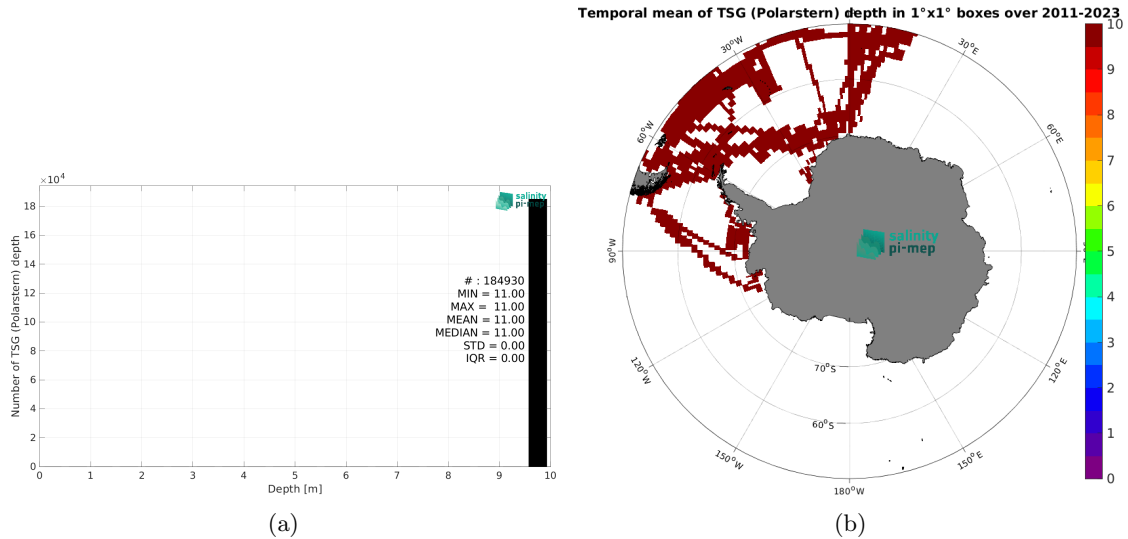 Temporal mean of TSG (Polarstern) depth in 1°x1° boxes over 2011-2023
×10⁴
18
16
14
12
10
8
6
4
2
0
Number of TSG (Polarstern) depth
salinity
pi-mep
# : 184930
MIN = 11.00
MAX = 11.00
MEAN = 11.00
MEDIAN = 11.00
STD = 0.00
IQR = 0.00
0 1 2 3 4 5 6 7 8 9 10
Depth [m]
(a)
0°
30°W
30°E
60°W
60°E
90°W
120°W
120°E
150°W
150°E
180°W
70°S
60°S
salinity
pi-mep
10
9
8
7
6
5
4
3
2
1
0
(b)